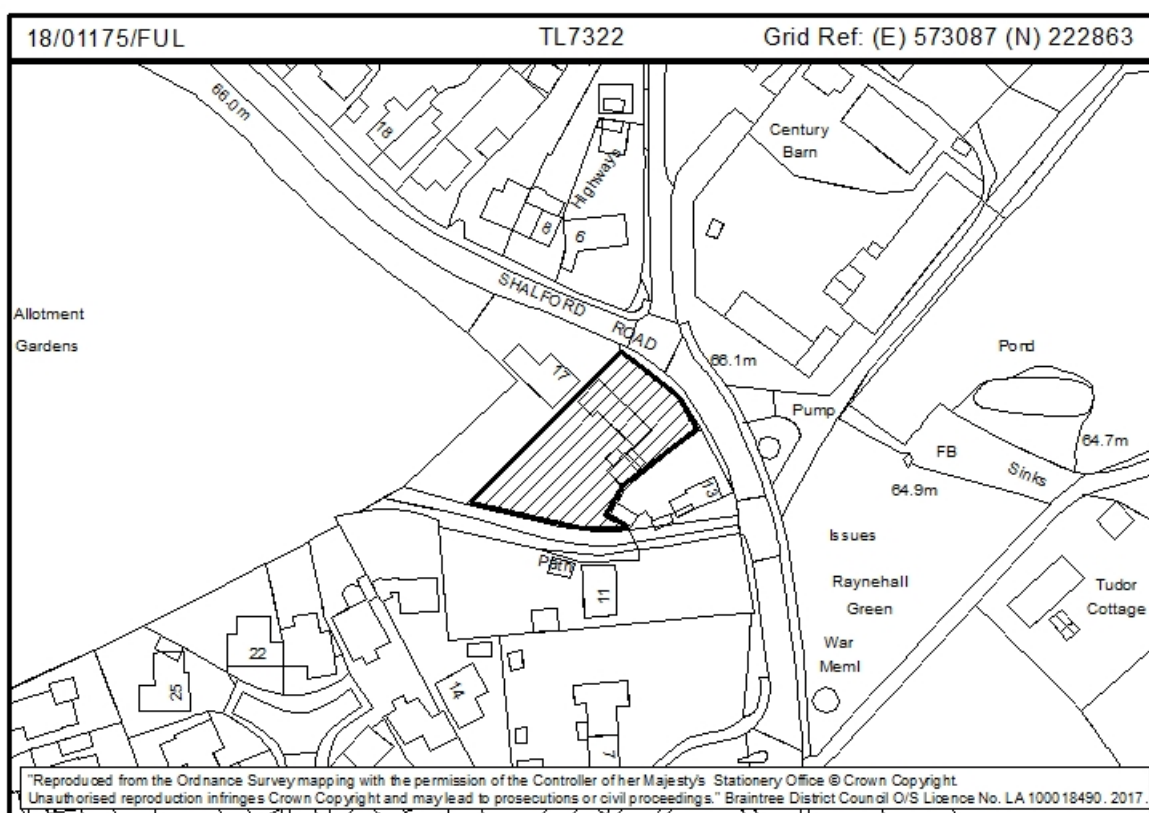 18/01175/FUL
TL7322
Grid Ref: (E) 573087 (N) 222863
66.0m
18
Century
Barn
Highways
8
6
SHALFORD ROAD
Allotment
Gardens
17
66.1m
Pond
Pump
FB
Sinks
64.7m
64.9m
13
Issues
Path
11
Raynehall
Green
Tudor
Cottage
War
Meml
22
25
14
7
"Reproduced from the Ordnance Survey mapping with the permission of the Controller of her Majesty's Stationery Office © Crown Copyright.
Unauthorised reproduction infringes Crown Copyright and may lead to prosecutions or civil proceedings." Braintree District Council O/S Licence No. LA 100018490. 2017.